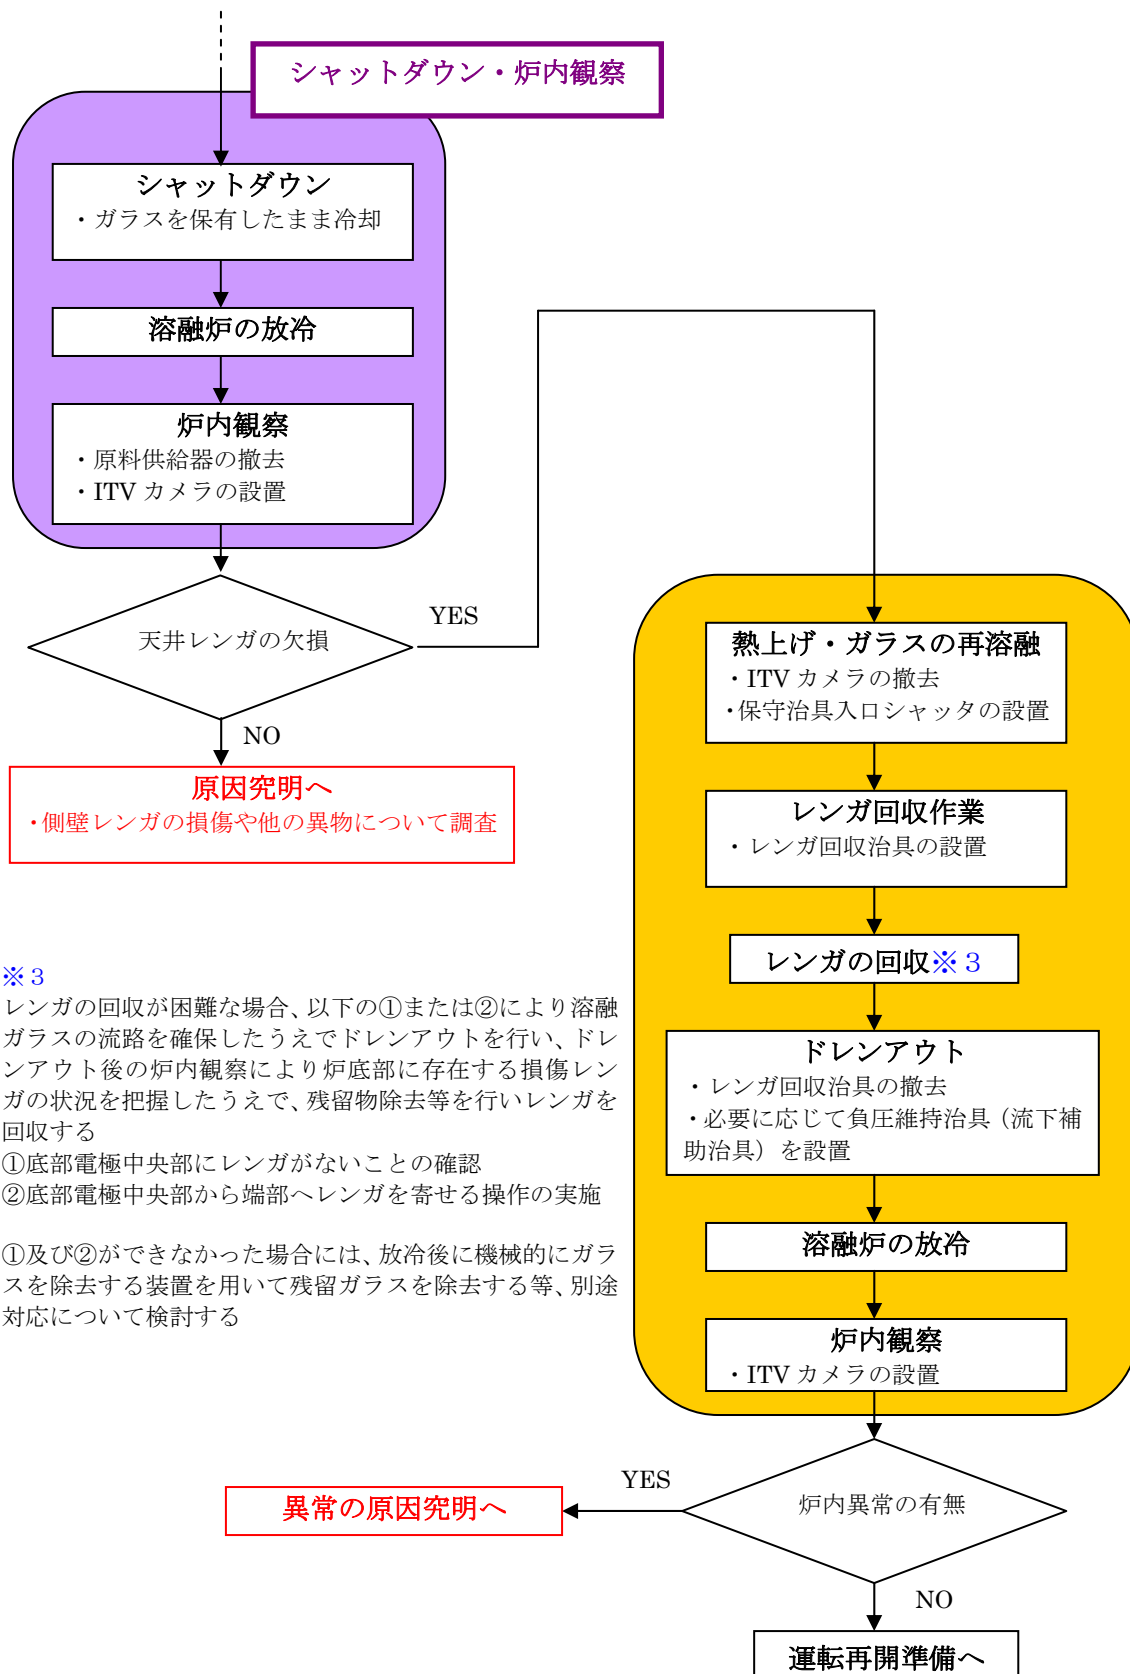 シャットダウン・炉内観察
シャットダウン
・ガラスを保有したまま冷却
溶融炉の放冷
炉内観察
・原料供給器の撤去
・ITV カメラの設置
天井レンガの欠損
YES
NO
原因究明へ
・側壁レンガの損傷や他の異物について調査
熱上げ・ガラスの再溶融
・ITV カメラの撤去
・保守治具入口シャッタの設置
レンガ回収作業
・レンガ回収治具の設置
レンガの回収※３
ドレンアウト
・レンガ回収治具の撤去
・必要に応じて負圧維持治具（流下補
助治具）を設置
溶融炉の放冷
炉内観察
・ITV カメラの設置
※３
レンガの回収が困難な場合、以下の①または②により溶融
ガラスの流路を確保したうえでドレンアウトを行い、ドレ
ンアウト後の炉内観察により炉底部に存在する損傷レン
ガの状況を把握したうえで、残留物除去等を行いレンガを
回収する
①底部電極中央部にレンガがないことの確認
②底部電極中央部から端部へレンガを寄せる操作の実施
①及び②ができなかった場合には、放冷後に機械的にガラ
スを除去する装置を用いて残留ガラスを除去する等、別途
対応について検討する
炉内異常の有無
YES
異常の原因究明へ
NO
運転再開準備へ